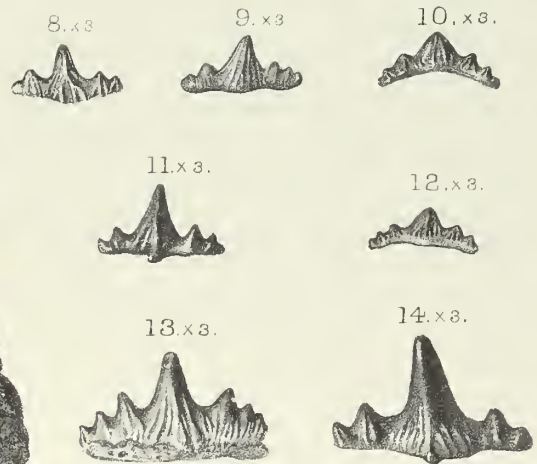 8. x 3
9. x 3.
10. x 3.
11. x 3.
12. x 3.
13. x 3.
14. x 3.